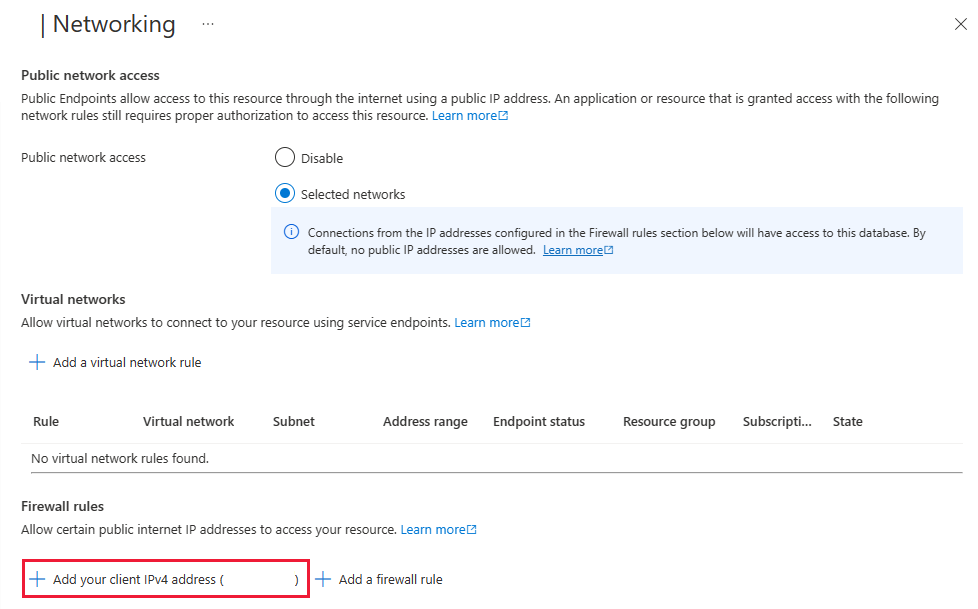 | Networking ...
Public network access
Public Endpoints allow access to this resource through the internet using a public IP address. An application or resource that is granted access with the following
network rules still requires proper authorization to access this resource. Learn more
Public network access
Disable
Selected networks
Connections from the IP addresses configured in the Firewall rules section below will have access to this database. By
default, no public IP addresses are allowed. Learn more
Virtual networks
Allow virtual networks to connect to your resource using service endpoints. Learn more
+ Add a virtual network rule
Rule Virtual network Subnet Address range Endpoint status Resource group Subscripti... State
No virtual network rules found.
Firewall rules
Allow certain public internet IP addresses to access your resource. Learn more
+ Add your client IPv4 address ( ) + Add a firewall rule